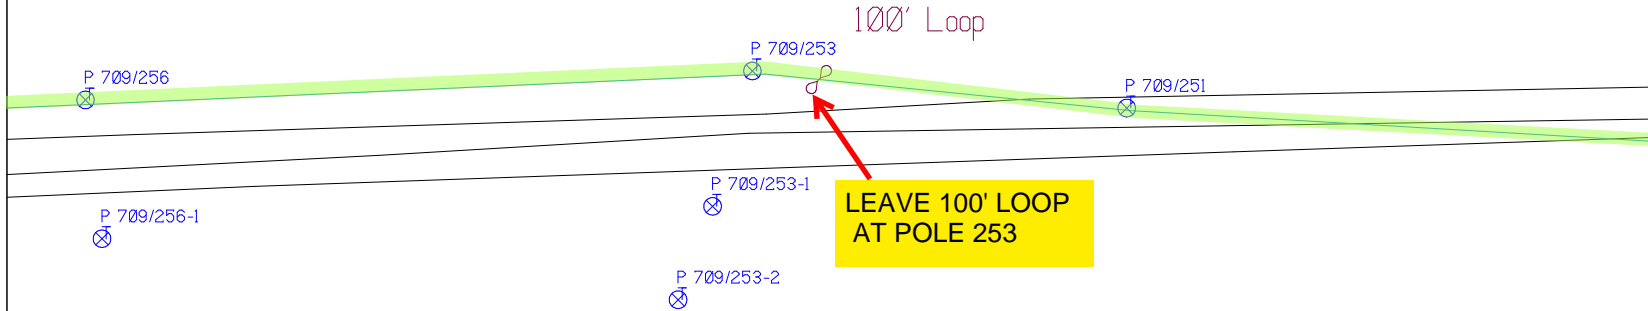 100' Loop
P 709/253
P 709/256
P 709/251
P 709/253-1
LEAVE 100' LOOP
AT POLE 253
P 709/256-1
P 709/253-2